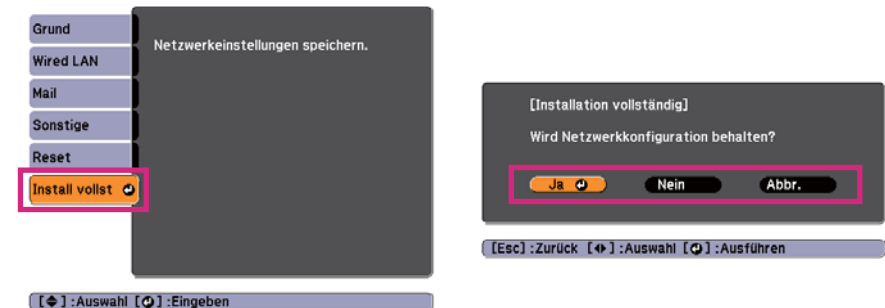 Grund
Wired LAN
Mail
Sonstige
Reset
Install vollst
Netzwerkeinstellungen speichern.
[ ] :Auswahl [ ] :Eingeben
[Installation vollständig]
Wird Netzwerkkonfiguration behalten?
Ja Nein Abbr.
[Esc] :Zurück [ ] :Auswahl [ ] :Ausführen